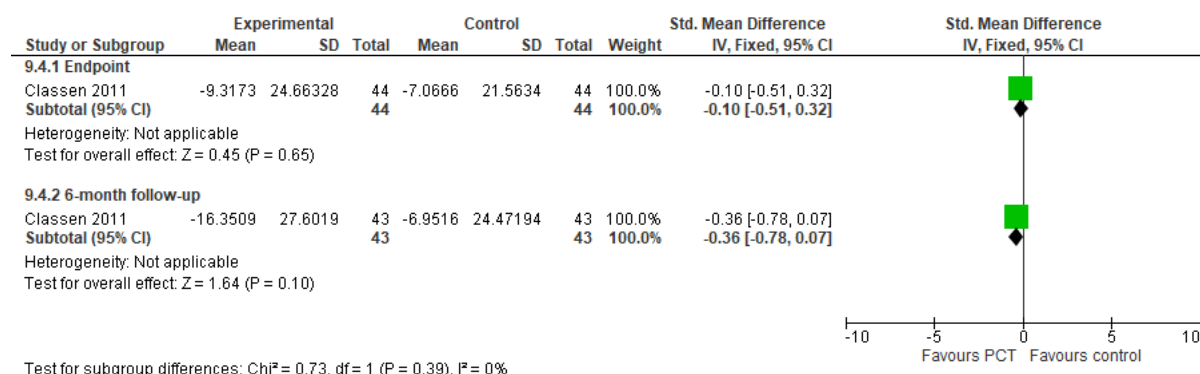 Experimental Control Std. Mean Difference Std. Mean Difference
Study or Subgroup Mean SD Total Mean SD Total Weight IV, Fixed, 95% CI IV, Fixed, 95% CI
9.4.1 Endpoint
Classen 2011 -9.3173 24.66328 44 -7.0666 21.5634 44 100.0% -0.10 [-0.51, 0.32]
Subtotal (95% CI) 44 44 100.0% -0.10 [-0.51, 0.32]
Heterogeneity: Not applicable
Test for overall effect: Z = 0.45 (P = 0.65)
9.4.2 6-month follow-up
Classen 2011 -16.3509 27.6019 43 -6.9516 24.47194 43 100.0% -0.36 [-0.78, 0.07]
Subtotal (95% CI) 43 43 100.0% -0.36 [-0.78, 0.07]
Heterogeneity: Not applicable
Test for overall effect: Z = 1.64 (P = 0.10)
-10 -5 0 5 10
Favours PCT Favours control
Test for subgroup differences: Chi² = 0.73, df = 1 (P = 0.39), I² = 0%